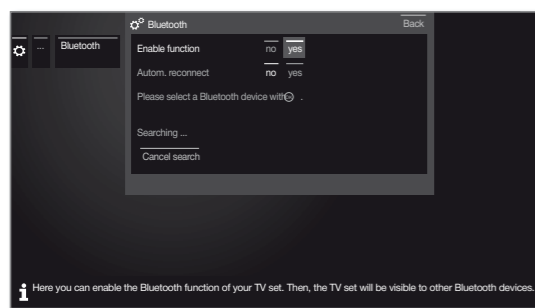 Bluetooth Back
... Bluetooth
Enable function no yes
Autom. reconnect no yes
Please select a Bluetooth device with OK .
Searching ...
Cancel search
Here you can enable the Bluetooth function of your TV set. Then, the TV set will be visible to other Bluetooth devices.